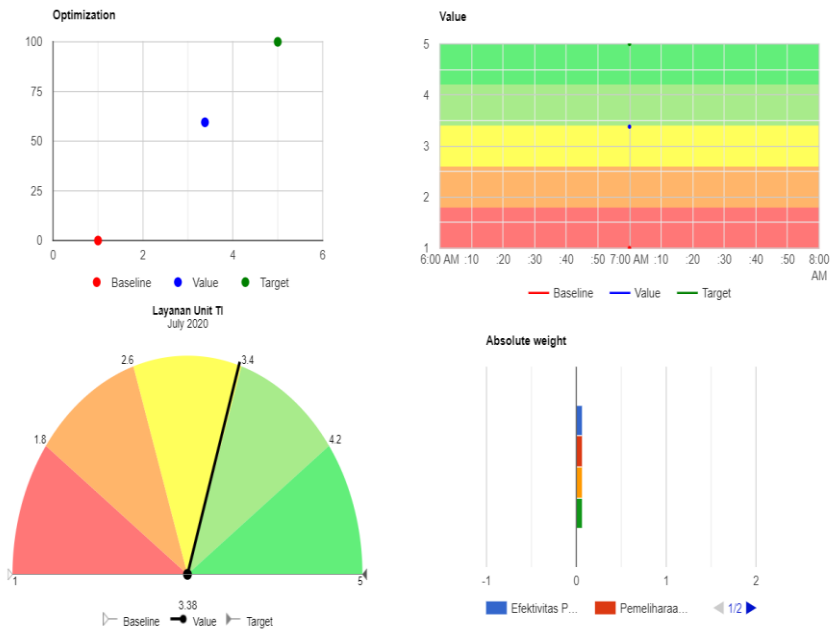 Optimization
100
75
50
25
0
0
2
4
6
Baseline
Value
Target
Value
5
4
3
2
1
6:00 AM :10 :20 :30 :40 :50 7:00 AM :10 :20 :30 :40 :50 8:00
AM
Baseline
Value
Target
Layanan Unit TI
July 2020
2.6
3.4
1.8
4.2
1
5
3.38
Baseline
Value
Target
Absolute weight
-1
0
1
2
Efektivitas P...
Pemeliharaa...
1/2